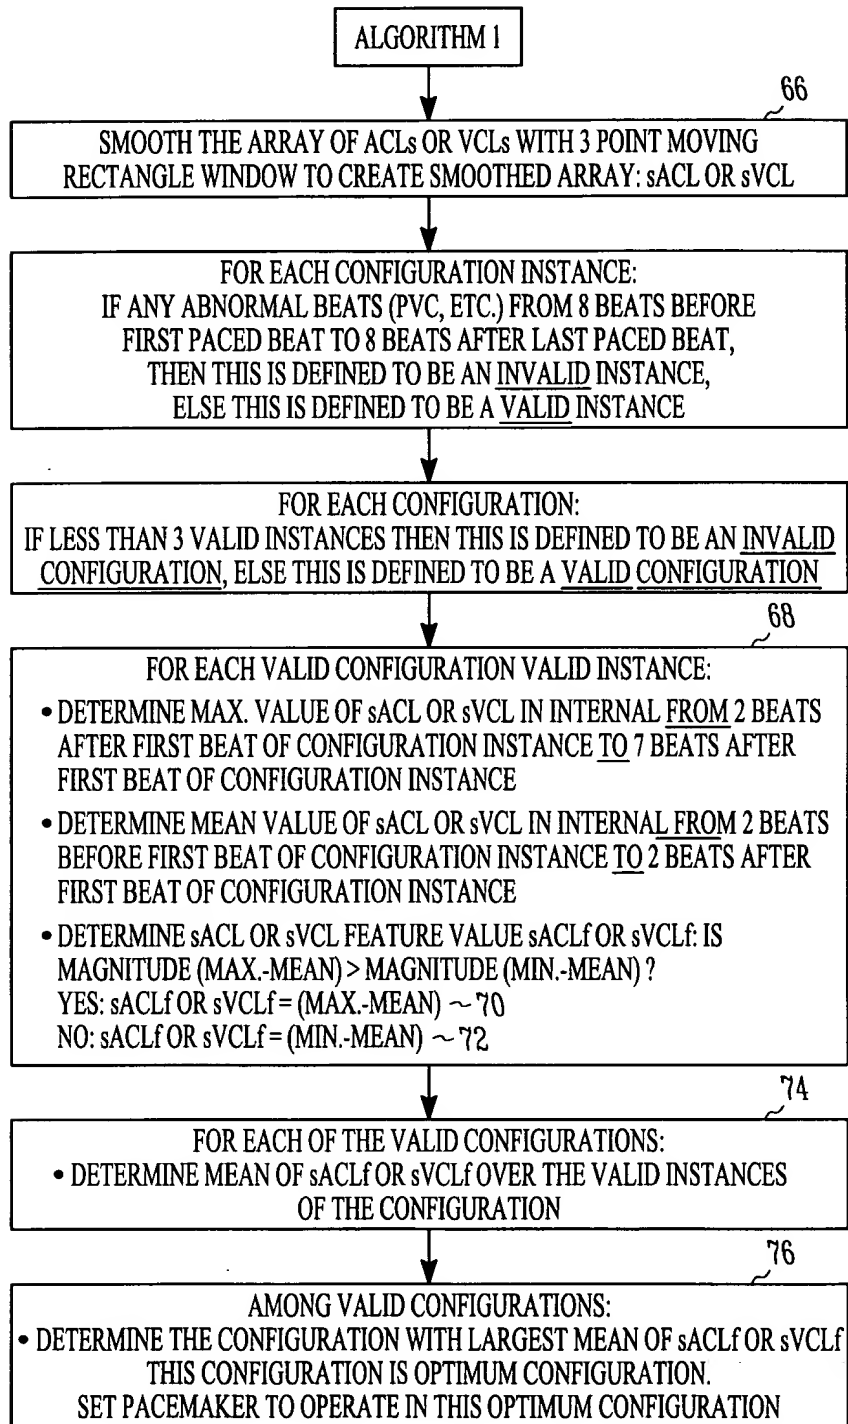 ALGORITHM 1
66
SMOOTH THE ARRAY OF ACLs OR VCLs WITH 3 POINT MOVING
RECTANGLE WINDOW TO CREATE SMOOTHED ARRAY: sACL OR sVCL
FOR EACH CONFIGURATION INSTANCE:
IF ANY ABNORMAL BEATS (PVC, ETC.) FROM 8 BEATS BEFORE
FIRST PACED BEAT TO 8 BEATS AFTER LAST PACED BEAT,
THEN THIS IS DEFINED TO BE AN INVALID INSTANCE,
ELSE THIS IS DEFINED TO BE A VALID INSTANCE
FOR EACH CONFIGURATION:
IF LESS THAN 3 VALID INSTANCES THEN THIS IS DEFINED TO BE AN INVALID
CONFIGURATION, ELSE THIS IS DEFINED TO BE A VALID CONFIGURATION
68
FOR EACH VALID CONFIGURATION VALID INSTANCE:
• DETERMINE MAX. VALUE OF sACL OR sVCL IN INTERNAL FROM 2 BEATS
AFTER FIRST BEAT OF CONFIGURATION INSTANCE TO 7 BEATS AFTER
FIRST BEAT OF CONFIGURATION INSTANCE
• DETERMINE MEAN VALUE OF sACL OR sVCL IN INTERNAL FROM 2 BEATS
BEFORE FIRST BEAT OF CONFIGURATION INSTANCE TO 2 BEATS AFTER
FIRST BEAT OF CONFIGURATION INSTANCE
• DETERMINE sACL OR sVCL FEATURE VALUE sACLf OR sVCLf: IS
MAGNITUDE (MAX.-MEAN) > MAGNITUDE (MIN.-MEAN) ?
YES: sACLf OR sVCLf = (MAX.-MEAN) ~70
NO: sACLf OR sVCLf = (MIN.-MEAN) ~72
74
FOR EACH OF THE VALID CONFIGURATIONS:
• DETERMINE MEAN OF sACLf OR sVCLf OVER THE VALID INSTANCES
OF THE CONFIGURATION
76
AMONG VALID CONFIGURATIONS:
• DETERMINE THE CONFIGURATION WITH LARGEST MEAN OF sACLf OR sVCLf
THIS CONFIGURATION IS OPTIMUM CONFIGURATION.
SET PACEMAKER TO OPERATE IN THIS OPTIMUM CONFIGURATION